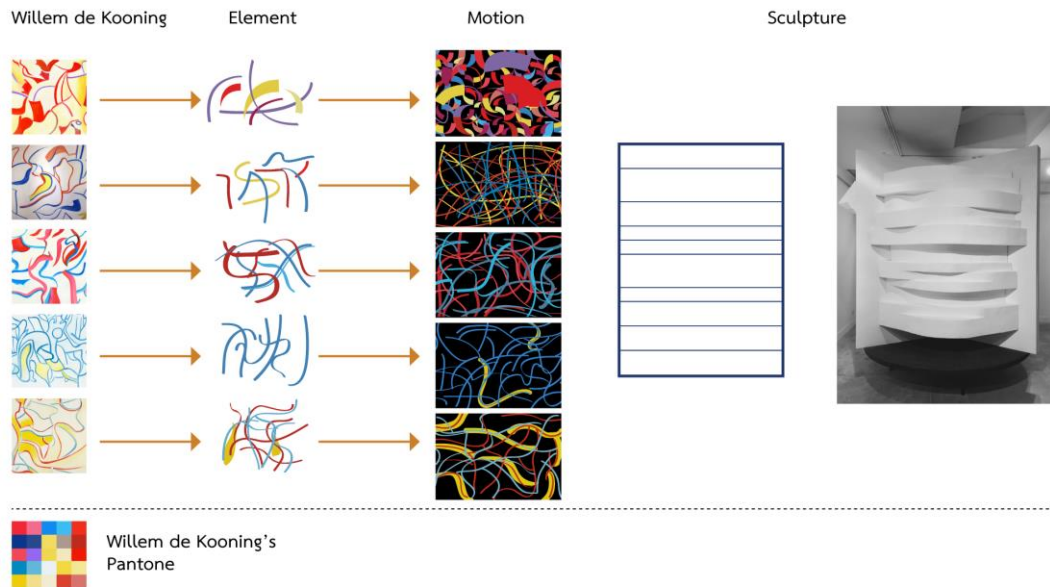 Willem de Kooning
Element
Motion
Sculpture
Willem de Kooning's
Pantone